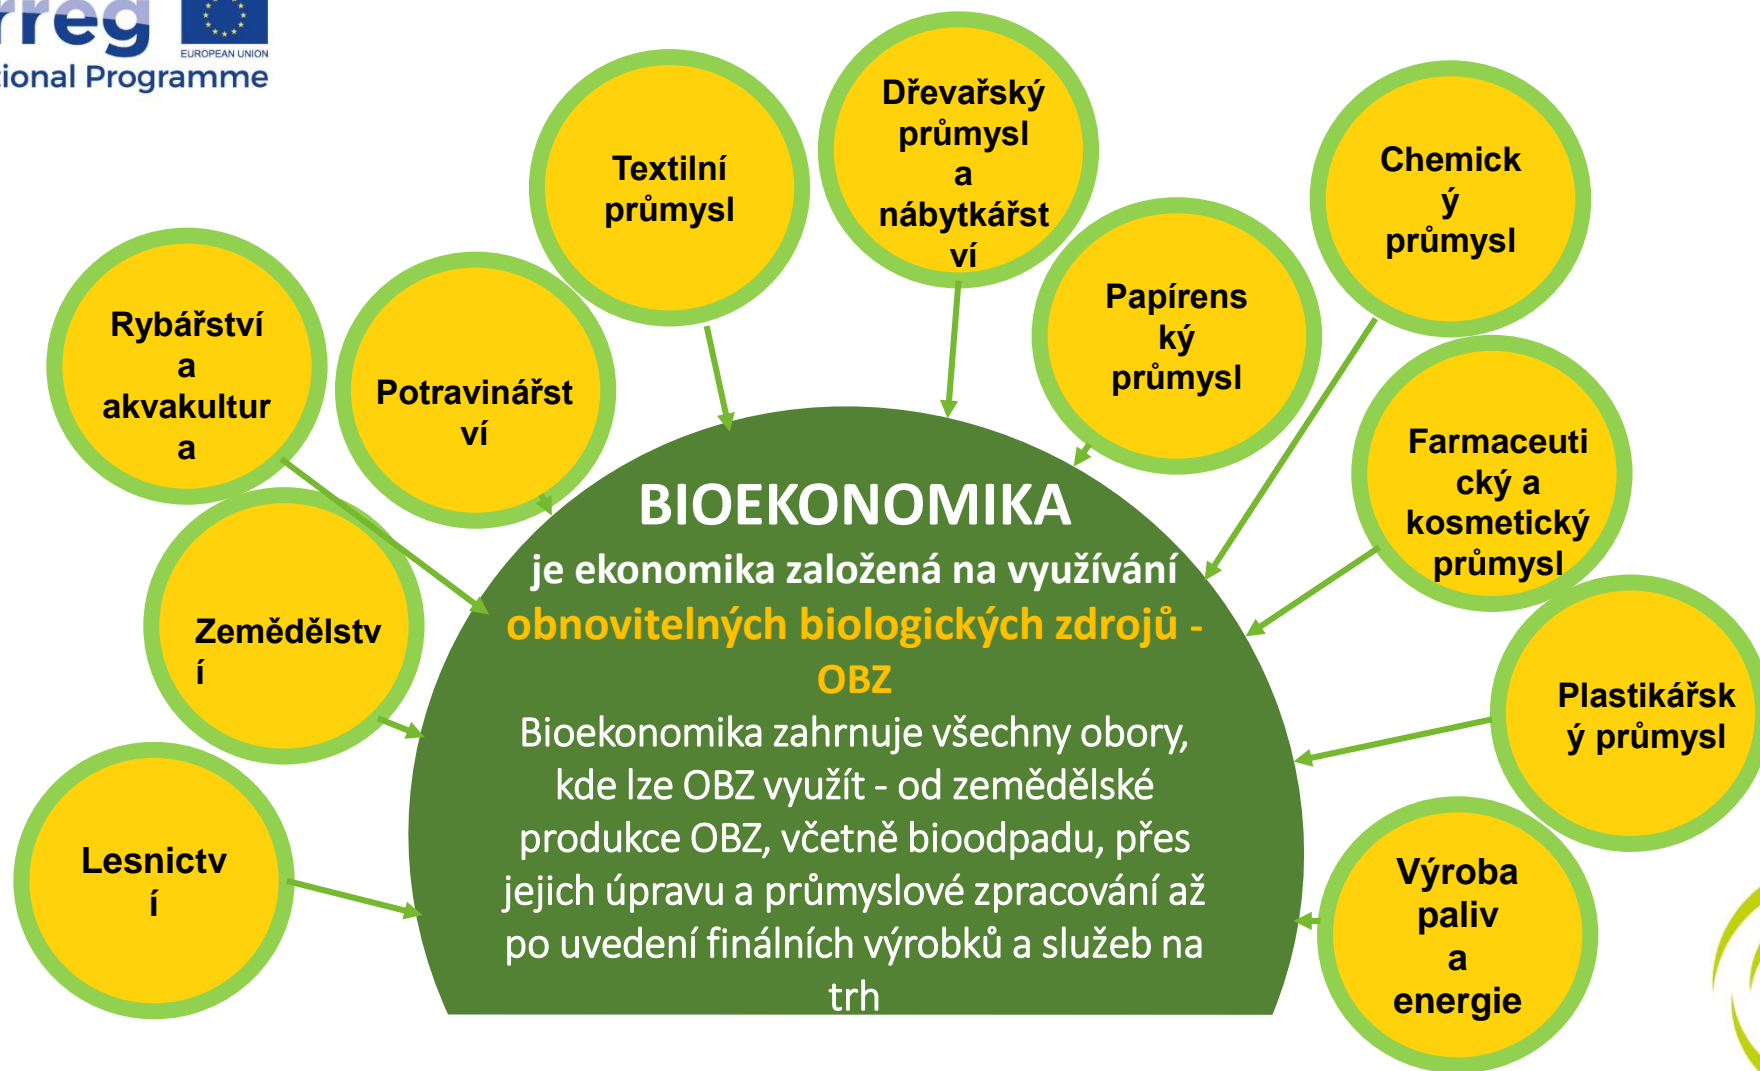 rreg
EUROPEAN UNION
tional Programme
Dřevařský
průmysl
a
nábytkářst
ví
Textilní
průmysl
Chemick
ý
průmysl
Papírens
ký
průmysl
Rybářství
a
akvakultur
a
Potravinářst
ví
Farmaceuti
cký a
kosmetický
průmysl
Zemědělstv
í
Plastikářsk
ý průmysl
Lesnictv
í
Výroba
paliv
a
energie
BIOEKONOMIKA
je ekonomika založená na využívání
obnovitelných biologických zdrojů -
OBZ
Bioekonomika zahrnuje všechny obory,
kde lze OBZ využít - od zemědělské
produkce OBZ, včetně bioodpadu, přes
jejich úpravu a průmyslové zpracování až
po uvedení finálních výrobků a služeb na
trh